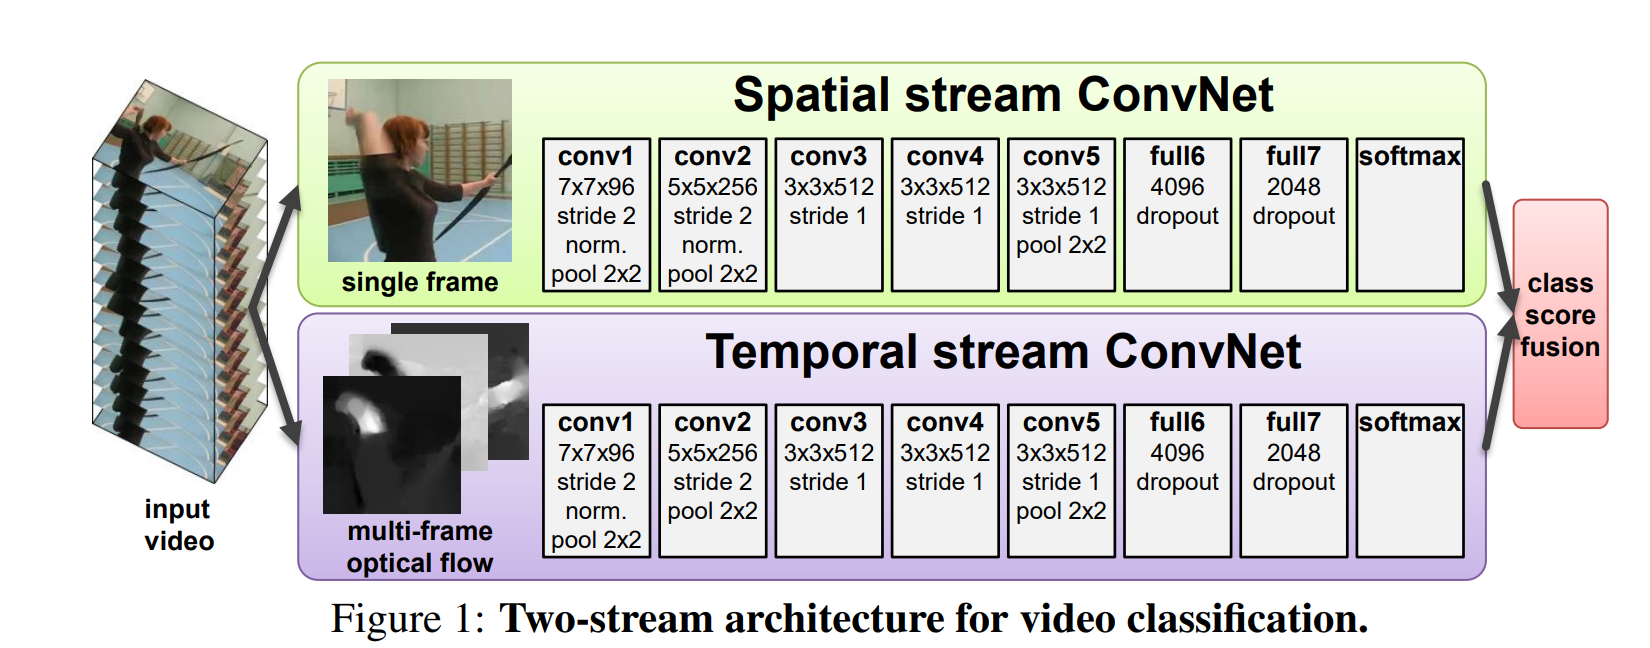 Spatial stream ConvNet
single frame
conv1
7x7x96
stride 2
norm.
pool 2x2
conv2
5x5x256
stride 2
norm.
pool 2x2
conv3
3x3x512
stride 1
conv4
3x3x512
stride 1
conv5
3x3x512
stride 1
pool 2x2
full6
4096
dropout
full7
2048
dropout
softmax
input
video
Temporal stream ConvNet
multi-frame
optical flow
conv1
7x7x96
stride 2
norm.
pool 2x2
conv2
5x5x256
stride 2
pool 2x2
conv3
3x3x512
stride 1
conv4
3x3x512
stride 1
conv5
3x3x512
stride 1
pool 2x2
full6
4096
dropout
full7
2048
dropout
softmax
class
score
fusion
Figure 1: Two-stream architecture for video classification.